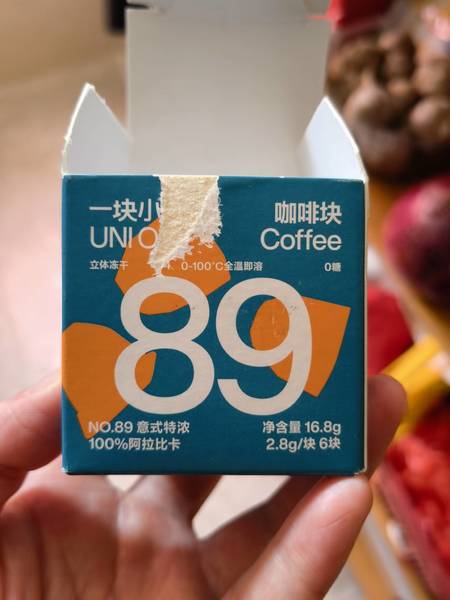 一块小
咖啡块
UNIO
Coffee
立体冻干
0-100°C全温即溶
0糖
89
NO.89 意式特浓
净含量 16.8g
100%阿拉比卡
2.8g/块 6块